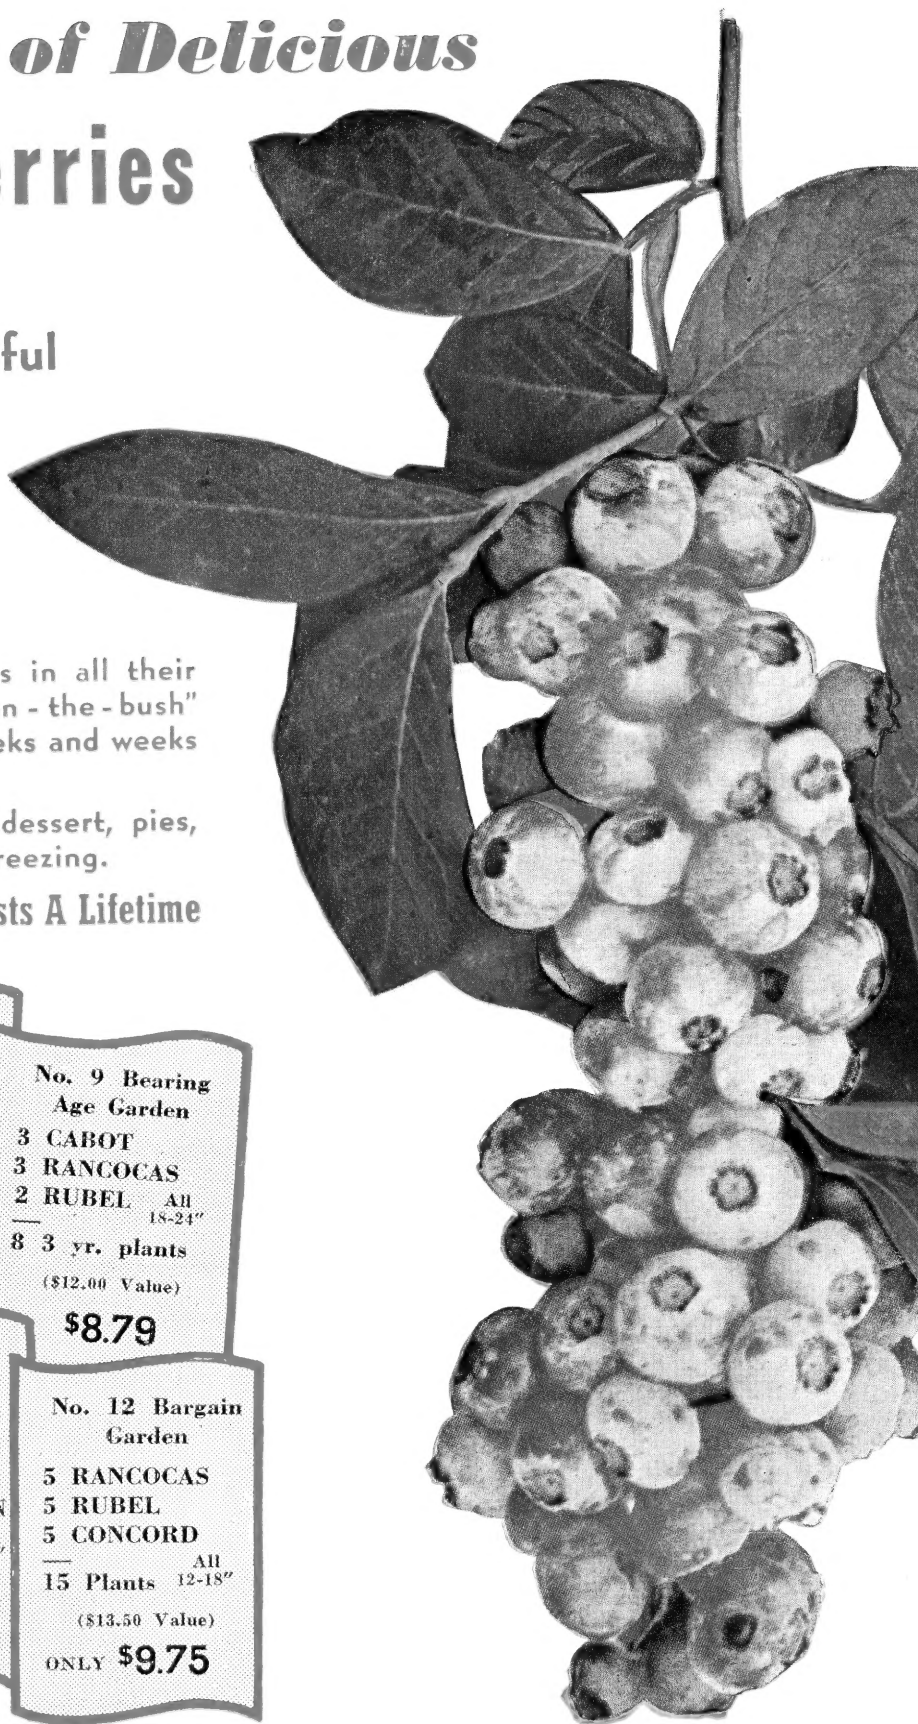 of Delicious
rries
ful
s in all their
n - the - bush"
eks and weeks
dessert, pies,
reezing.
sts A Lifetime
No. 9 Bearing
Age Garden
3 CABOT
3 RANCOCAS
2 RUBEL All
18-24"
8 3 yr. plants
($12.00 Value)
$8.79
No. 12 Bargain
Garden
5 RANCOCAS
5 RUBEL
5 CONCORD
All
15 Plants 12-18"
($13.50 Value)
ONLY $9.75